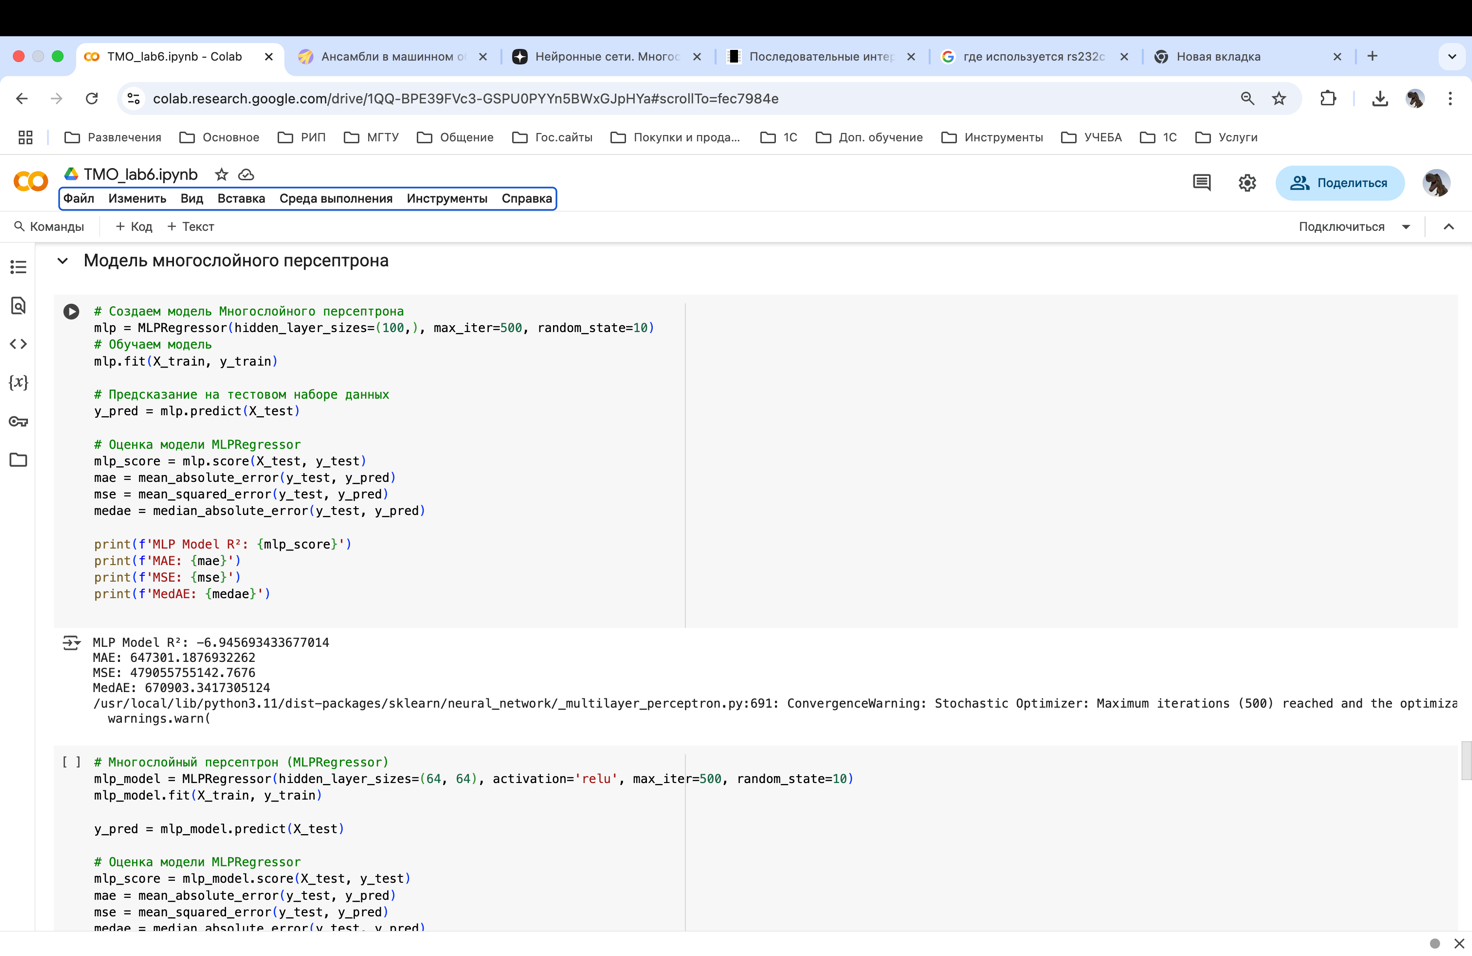 TMO_lab6.ipynb - Colab
Ансамбли в машинном о
Нейронные сети. Многос
Последовательные интер
где используется rs232с
Новая вкладка
colab.research.google.com/drive/1QQ-BPE39FVc3-GSPU0PYYn5BWxGJpHYa#scrollTo=fec7984e
Развлечения
Основное
РИП
МГТУ
Общение
Гос.сайты
Покупки и прода...
1С
Доп. обучение
Инструменты
УЧЕБА
1С
Услуги
TMO_lab6.ipynb
Файл Изменить Вид Вставка Среда выполнения Инструменты Справка
Поделиться
Команды + Код + Текст
Подключиться
Модель многослойного персептрона
# Создаем модель Многослойного персептрона
mlp = MLPRegressor(hidden_layer_sizes=(100,), max_iter=500, random_state=10)
# Обучаем модель
mlp.fit(X_train, y_train)
# Предсказание на тестовом наборе данных
y_pred = mlp.predict(X_test)
# Оценка модели MLPRegressor
mlp_score = mlp.score(X_test, y_test)
mae = mean_absolute_error(y_test, y_pred)
mse = mean_squared_error(y_test, y_pred)
medae = median_absolute_error(y_test, y_pred)
print(f'MLP Model R²: {mlp_score}')
print(f'MAE: {mae}')
print(f'MSE: {mse}')
print(f'MedAE: {medae}')
MLP Model R²: -6.945693433677014
MAE: 647301.1876932262
MSE: 479055755142.7676
MedAE: 670903.3417305124
/usr/local/lib/python3.11/dist-packages/sklearn/neural_network/_multilayer_perceptron.py:691: ConvergenceWarning: Stochastic Optimizer: Maximum iterations (500) reached and the optimiza
warnings.warn(
[ ] # Многослойный персептрон (MLPRegressor)
mlp_model = MLPRegressor(hidden_layer_sizes=(64, 64), activation='relu', max_iter=500, random_state=10)
mlp_model.fit(X_train, y_train)
y_pred = mlp_model.predict(X_test)
# Оценка модели MLPRegressor
mlp_score = mlp_model.score(X_test, y_test)
mae = mean_absolute_error(y_test, y_pred)
mse = mean_squared_error(y_test, y_pred)
medae = median_absolute_error(y_test, y_pred)